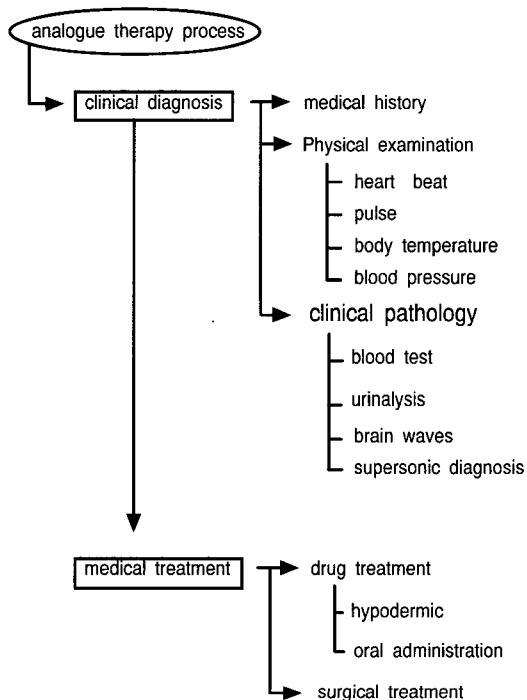 analogue therapy process
clinical diagnosis
medical history
Physical examination
heart beat
pulse
body temperature
blood pressure
clinical pathology
blood test
urinalysis
brain waves
supersonic diagnosis
medical treatment
drug treatment
hypodermic
oral administration
surgical treatment